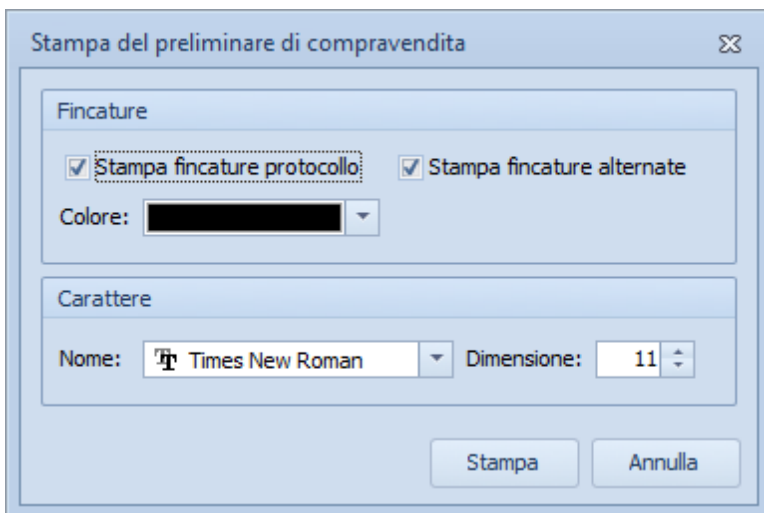 Stampa del preliminare di compravendita
Fincature
Stampa fincature protocollo Stampa fincature alternate
Colore:
Carattere
Nome: Times New Roman Dimensione: 11
Stampa Annulla